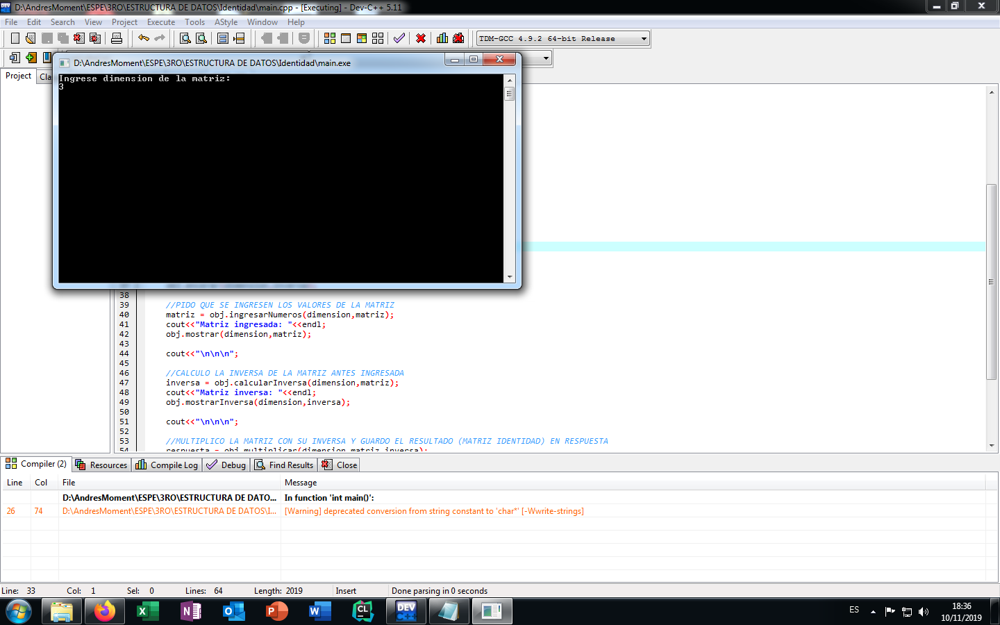 D:\AndresMoment\ESPE\3RO\ESTRUCTURA DE DATOS\Identidad\main.cpp - [Executing] - Dev-C++ 5.11
File Edit Search View Project Execute Tools AStyle Window Help
TDM-GCC 4.9.2 64-bit Release
D:\AndresMoment\ESPE\3RO\ESTRUCTURA DE DATOS\Identidad\main.exe
Project Cla
Ingrese dimension de la matriz:
3
38
39 //PIDO QUE SE INGRESEN LOS VALORES DE LA MATRIZ
40 matriz = obj.ingresarNumeros(dimension,matriz);
41 cout<<"Matriz ingresada: "<<endl;
42 obj.mostrar(dimension,matriz);
43
44 cout<<"\n\n\n";
45
46 //CALCULO LA INVERSA DE LA MATRIZ ANTES INGRESADA
47 inversa = obj.calcularInversa(dimension,matriz);
48 cout<<"Matriz inversa: "<<endl;
49 obj.mostrarInversa(dimension,inversa);
50
51 cout<<"\n\n\n";
52
53 //MULTIPLICO LA MATRIZ CON SU INVERSA Y GUARDO EL RESULTADO (MATRIZ IDENTIDAD) EN RESPUESTA
54 respuesta = obj.multiplicar(dimension,matriz,inversa);
Compiler (2) Resources Compile Log Debug Find Results Close
Line Col File Message
D:\AndresMoment\ESPE\3RO\ESTRUCTURA DE DATO... In function 'int main()':
26 74 D:\AndresMoment\ESPE\3RO\ESTRUCTURA DE DATOS\I... [Warning] deprecated conversion from string constant to 'char*' [-Wwrite-strings]
Line: 33 Col: 1 Sel: 0 Lines: 64 Length: 2019 Insert Done parsing in 0 seconds
DEV C++
ES
18:36
10/11/2019